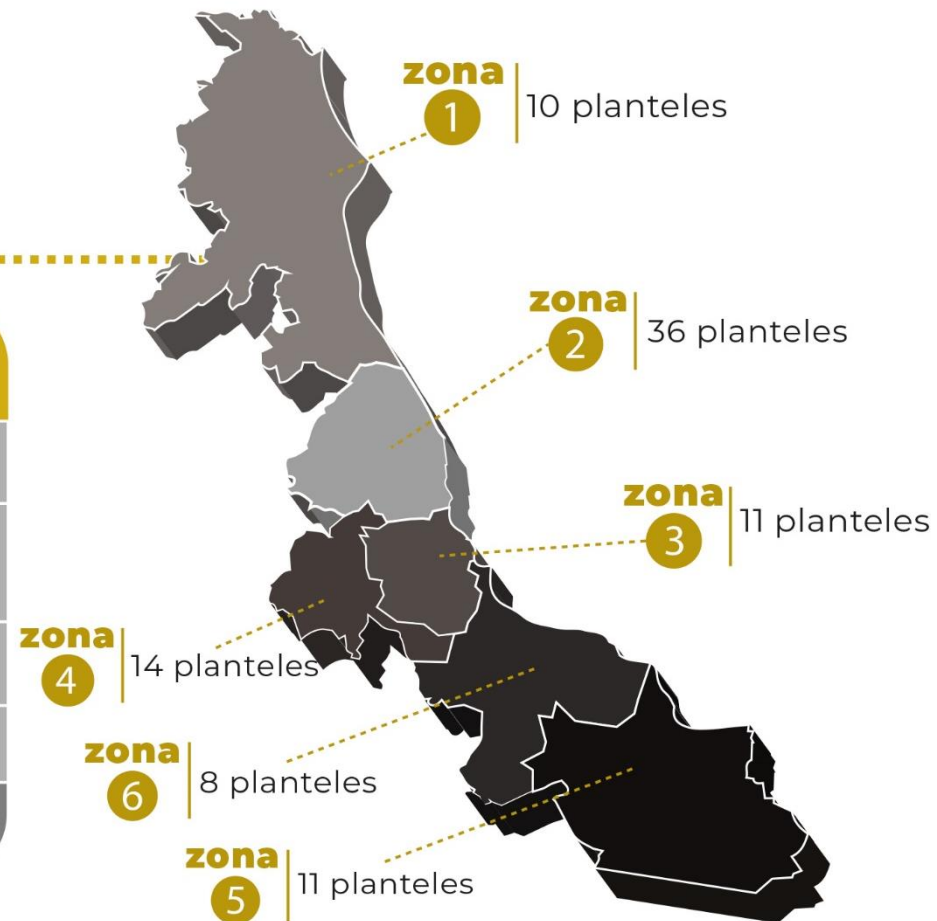 zona
1
10 planteles
zona
2
36 planteles
zona
3
11 planteles
zona
4
14 planteles
zona
6
8 planteles
zona
5
11 planteles